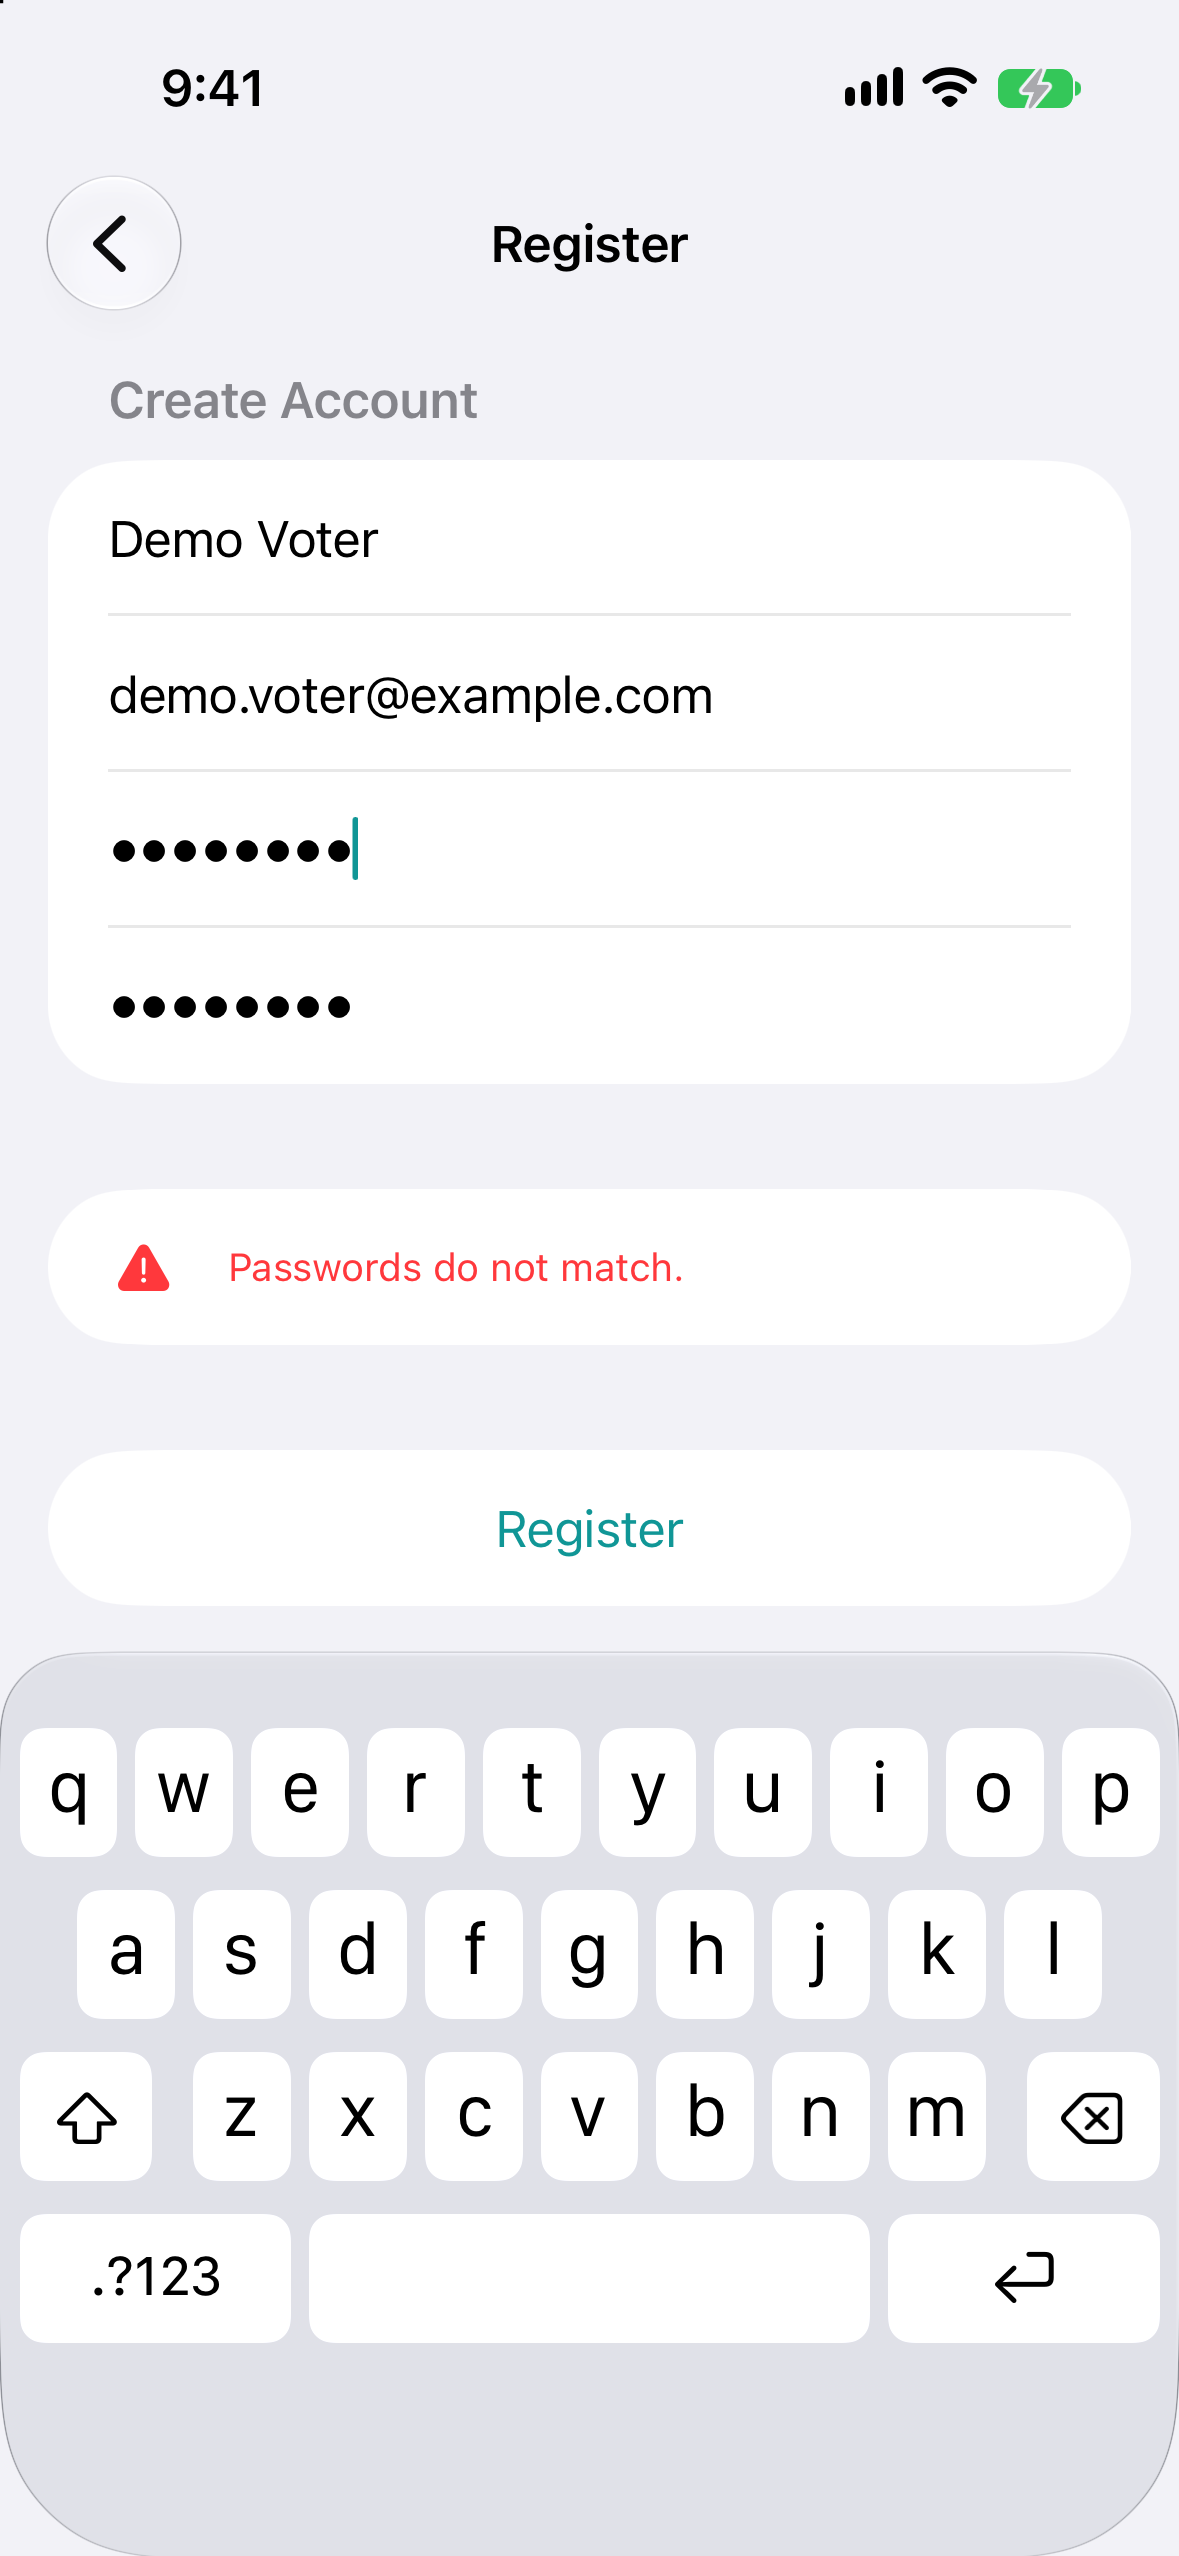 9:41
Register
Create Account
Demo Voter
demo.voter@example.com
••••••••
••••••••
Passwords do not match.
Register
q w e r t y u i o p
a s d f g h j k l
z x c v b n m
.?123